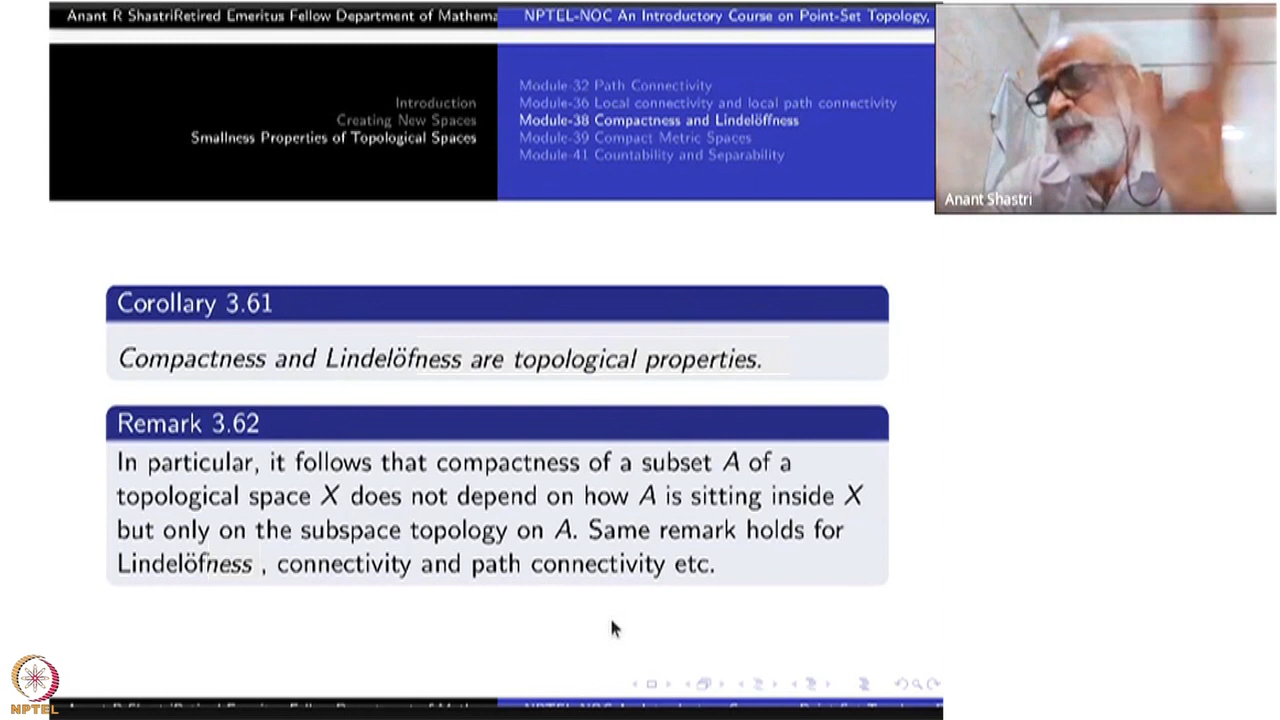 Anant R ShastriRetired Emeritus Fellow Department of Mathema
NPTEL-NOC An Introductory Course on Point-Set Topology,
Introduction
Creating New Spaces
Smallness Properties of Topological Spaces
Module-32 Path Connectivity
Module-36 Local connectivity and local path connectivity
Module-38 Compactness and Lindelöffness
Module-39 Compact Metric Spaces
Module-41 Countability and Separability
Anant Shastri
Corollary 3.61
Compactness and Lindelöfness are topological properties.
Remark 3.62
In particular, it follows that compactness of a subset A of a
topological space X does not depend on how A is sitting inside X
but only on the subspace topology on A. Same remark holds for
Lindelöfness , connectivity and path connectivity etc.
NPTEL